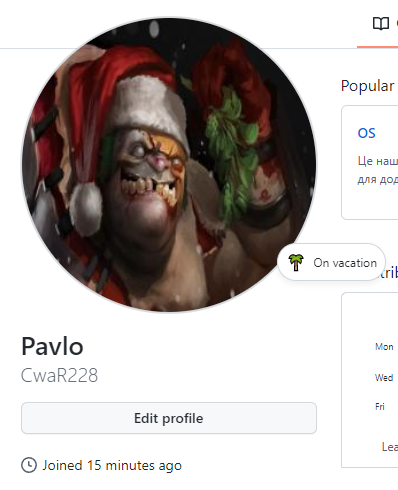 Popular
OS
Це наш
для дод
On vacation
trib
Mon
Wed
Fri
Pavlo
CwaR228
Edit profile
Lea
Joined 15 minutes ago